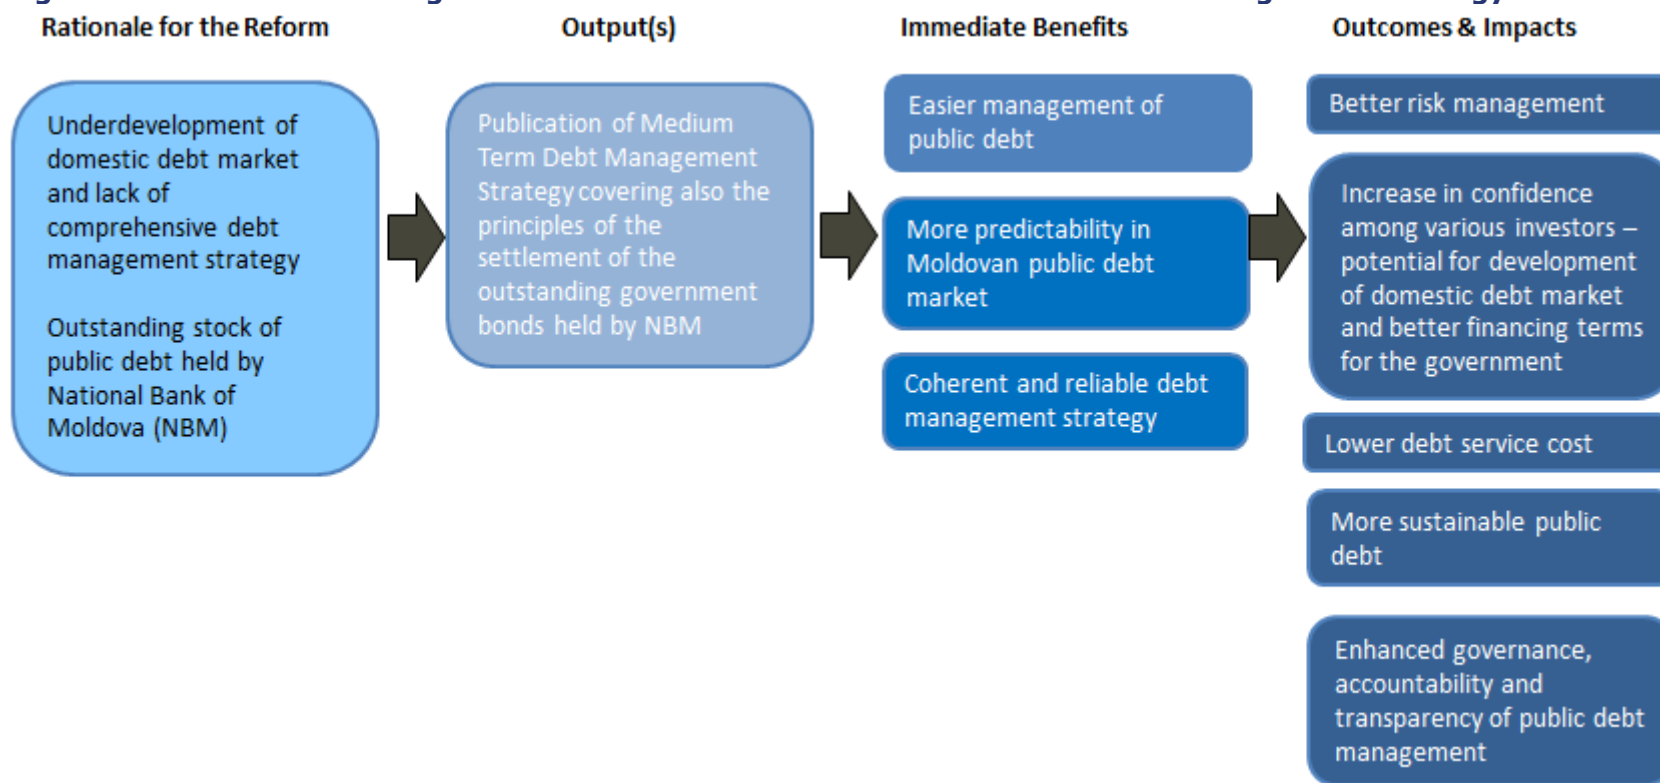 Rationale for the Reform
Output(s)
Immediate Benefits
Outcomes & Impacts
Underdevelopment of
domestic debt market
and lack of
comprehensive debt
management strategy
Outstanding stock of
public debt held by
National Bank of
Moldova (NBM)
Publication of Medium
Term Debt Management
Strategy covering also the
principles of the
settlement of the
outstanding government
bonds held by NBM
Easier management of
public debt
More predictability in
Moldovan public debt
market
Coherent and reliable debt
management strategy
Better risk management
Increase in confidence
among various investors –
potential for development
of domestic debt market
and better financing terms
for the government
Lower debt service cost
More sustainable public
debt
Enhanced governance,
accountability and
transparency of public debt
management